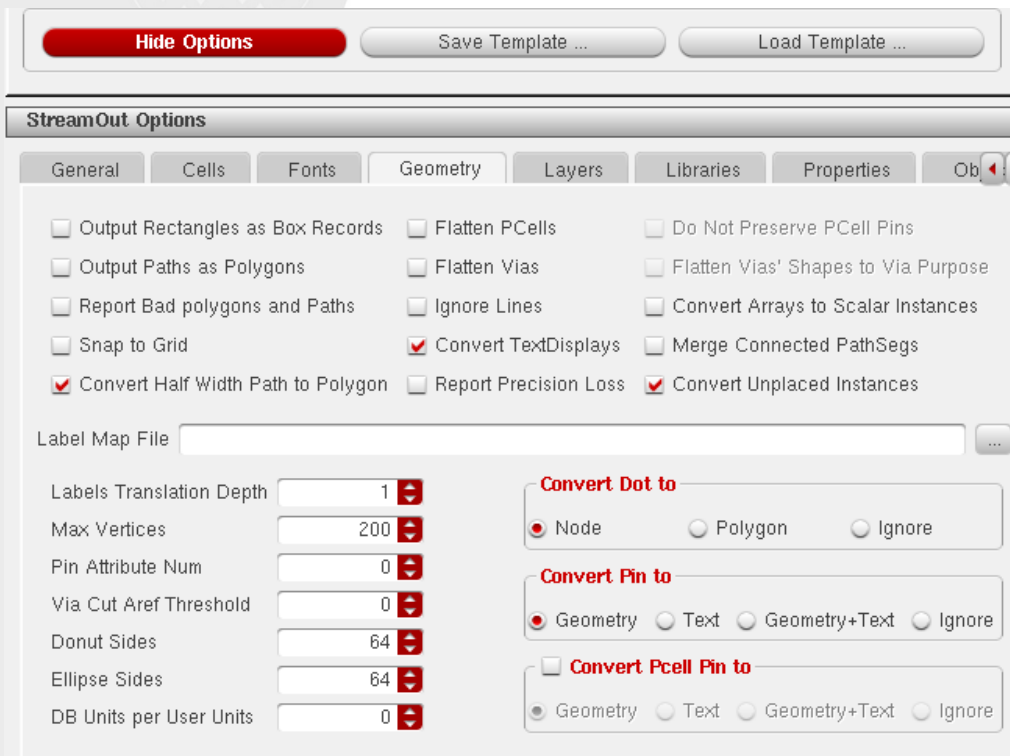 Hide Options Save Template ... Load Template ...
StreamOut Options
General Cells Fonts Geometry Layers Libraries Properties
Output Rectangles as Box Records Flatten PCells Do Not Preserve PCell Pins
Output Paths as Polygons Flatten Vias Flatten Vias' Shapes to Via Purpose
Report Bad polygons and Paths Ignore Lines Convert Arrays to Scalar Instances
Snap to Grid Convert TextDisplays Merge Connected PathSegs
Convert Half Width Path to Polygon Report Precision Loss Convert Unplaced Instances
Label Map File ...
Labels Translation Depth 1
Max Vertices 200
Pin Attribute Num 0
Via Cut Aref Threshold 0
Donut Sides 64
Ellipse Sides 64
DB Units per User Units 0
Convert Dot to
Node Polygon Ignore
Convert Pin to
Geometry Text Geometry+Text Ignore
Convert Pcell Pin to
Geometry Text Geometry+Text Ignore